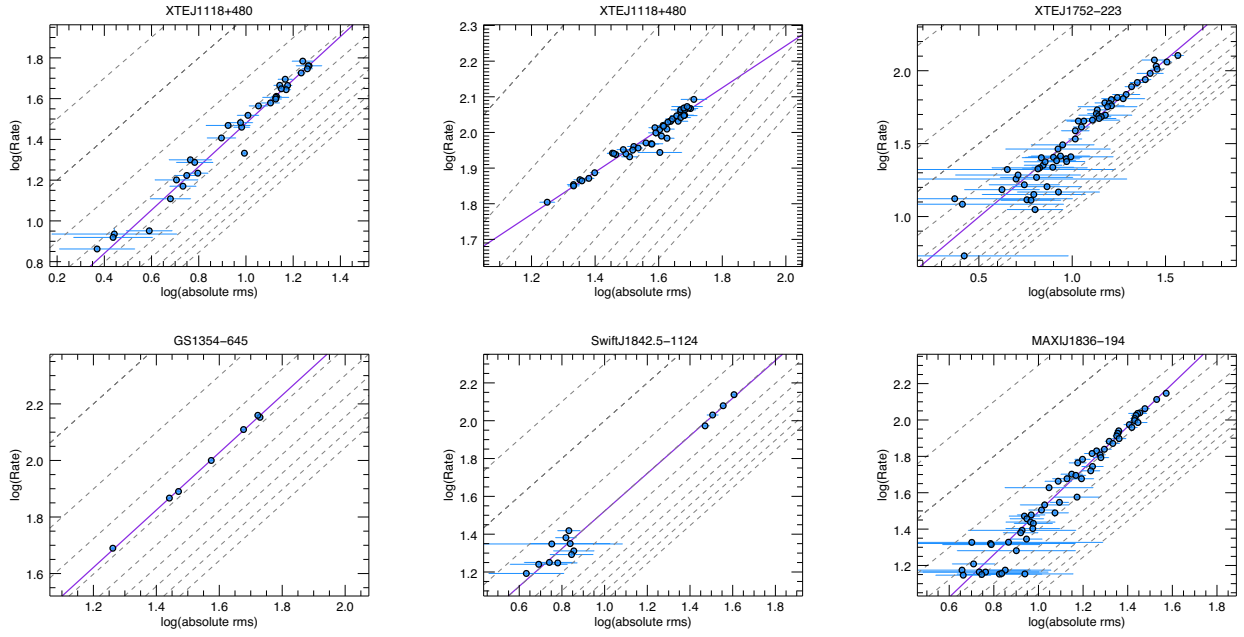 XTEJ1118+480
log(Rate)
1.8
1.6
1.4
1.2
1.0
0.8
0.2 0.4 0.6 0.8 1.0 1.2 1.4
log(absolute rms)
XTEJ1118+480
log(Rate)
2.3
2.2
2.1
2.0
1.9
1.8
1.7
1.2 1.4 1.6 1.8 2.0
log(absolute rms)
XTEJ1752−223
log(Rate)
2.0
1.5
1.0
0.5 1.0 1.5
log(absolute rms)
GS1354−645
log(Rate)
2.2
2.0
1.8
1.6
1.2 1.4 1.6 1.8 2.0
log(absolute rms)
SwiftJ1842.5−1124
log(Rate)
2.2
2.0
1.8
1.6
1.4
1.2
0.6 0.8 1.0 1.2 1.4 1.6 1.8
log(absolute rms)
MAXIJ1836−194
log(Rate)
2.2
2.0
1.8
1.6
1.4
1.2
0.6 0.8 1.0 1.2 1.4 1.6 1.8
log(absolute rms)